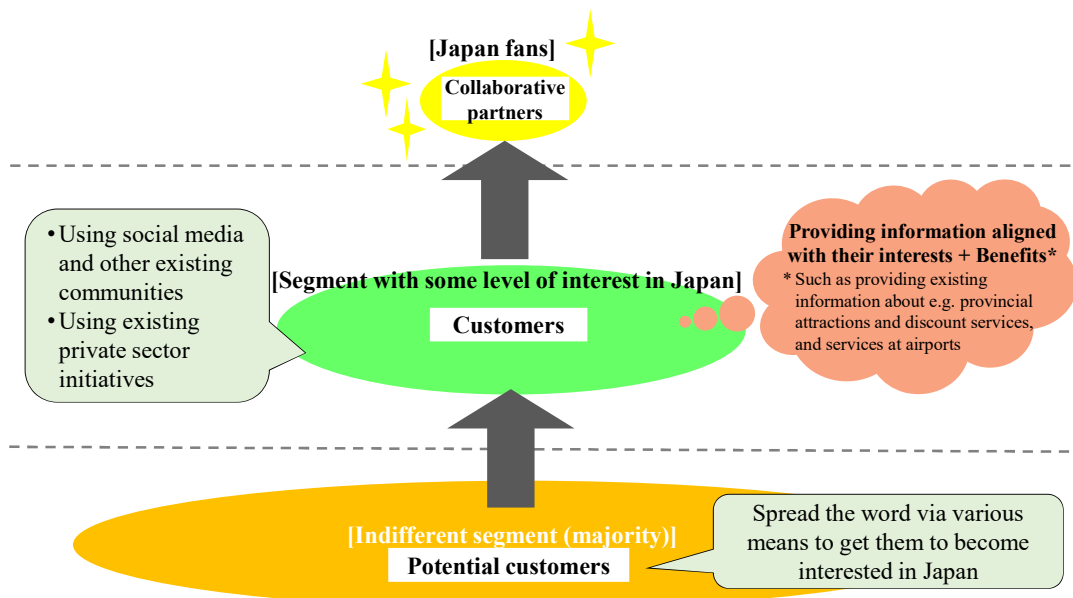 [Japan fans]
Collaborative
partners
•Using social media
and other existing
communities
•Using existing
private sector
initiatives
[Segment with some level of interest in Japan]
Customers
Providing information aligned
with their interests + Benefits*
* Such as providing existing
information about e.g. provincial
attractions and discount services,
and services at airports
[Indifferent segment (majority)]
Potential customers
Spread the word via various
means to get them to become
interested in Japan